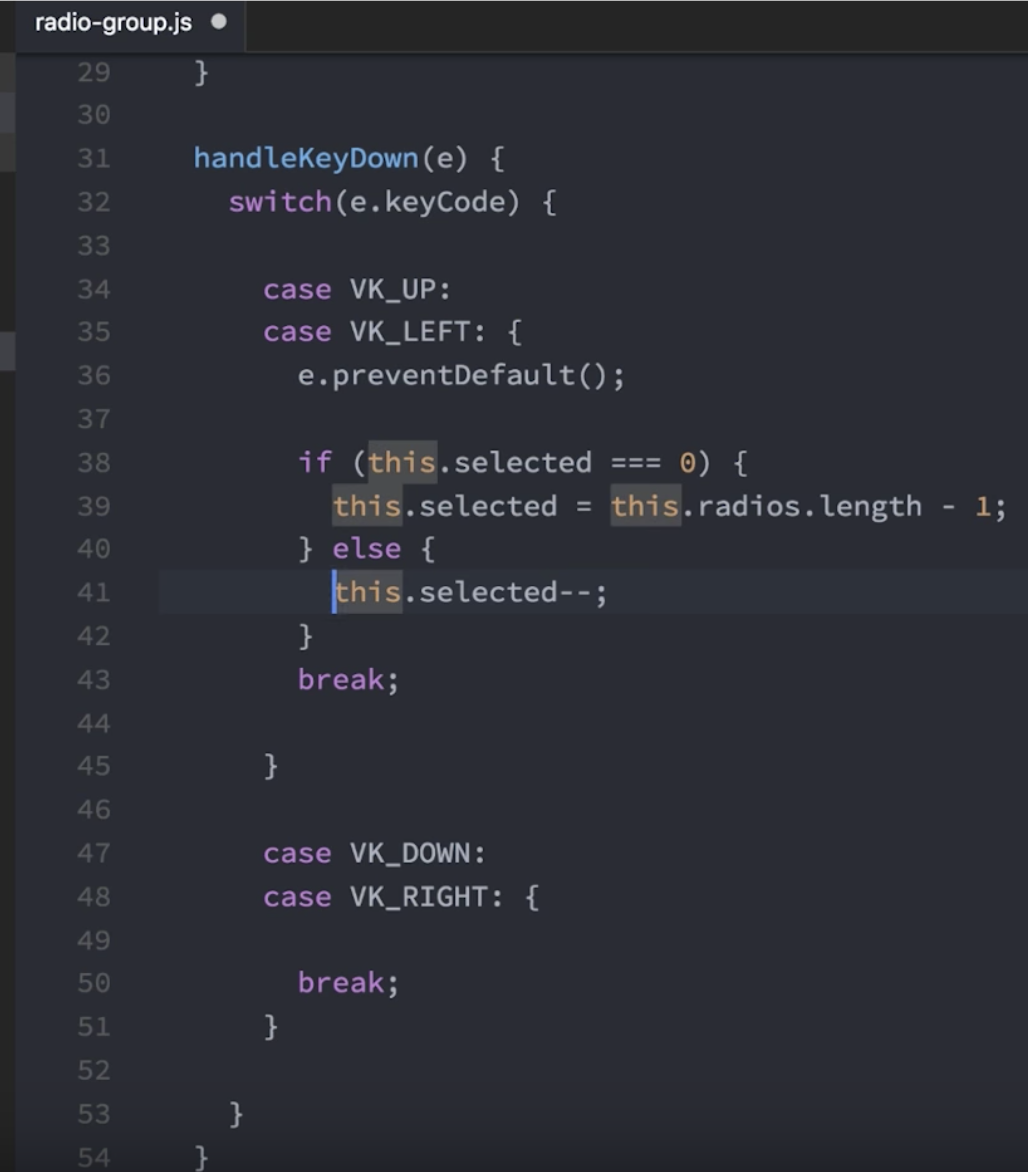 radio-group.js
29 }
30
31 handleKeyDown(e) {
32 switch(e.keyCode) {
33
34 case VK_UP:
35 case VK_LEFT: {
36 e.preventDefault();
37
38 if (this.selected === 0) {
39 this.selected = this.radios.length - 1;
40 } else {
41 this.selected--;
42 }
43 break;
44
45 }
46
47 case VK_DOWN:
48 case VK_RIGHT: {
49
50 break;
51 }
52
53 }
54 }